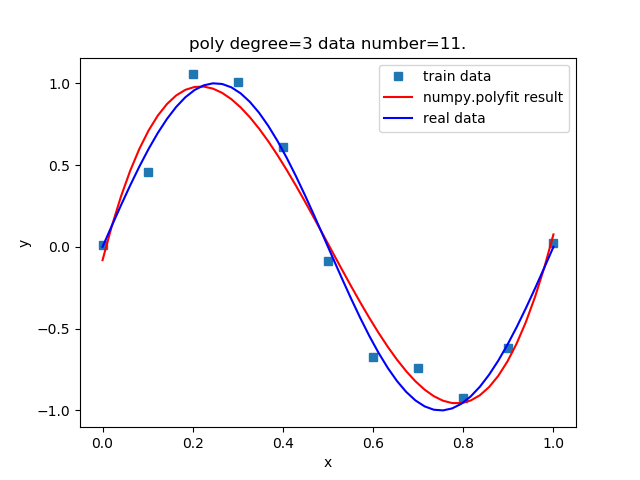 poly degree=3 data number=11.
train data
numpy.polyfit result
real data
1.0
0.5
0.0
−0.5
−1.0
y
0.0 0.2 0.4 0.6 0.8 1.0
x